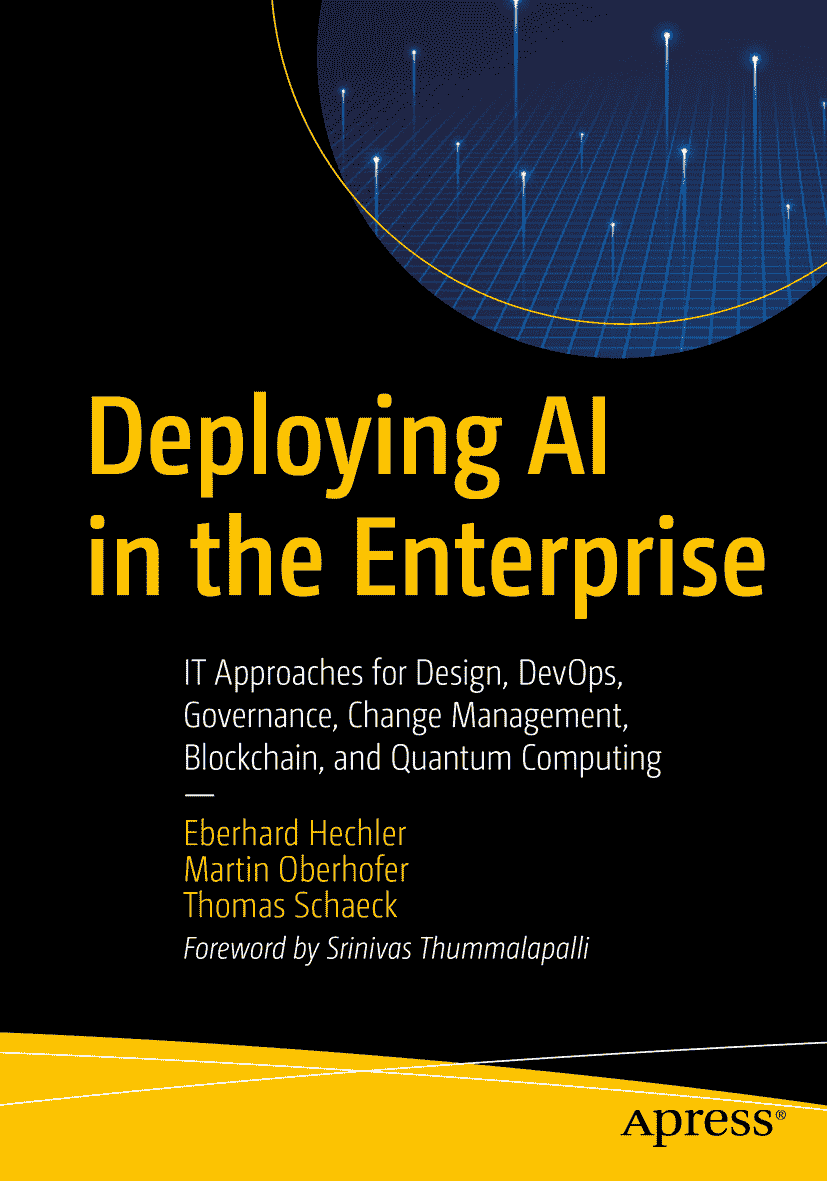 Deploying AI
in the Enterprise
IT Approaches for Design, DevOps,
Governance, Change Management,
Blockchain, and Quantum Computing
—
Eberhard Hechler
Martin Oberhofer
Thomas Schaeck
Foreword by Srinivas Thummalapalli
Apress®